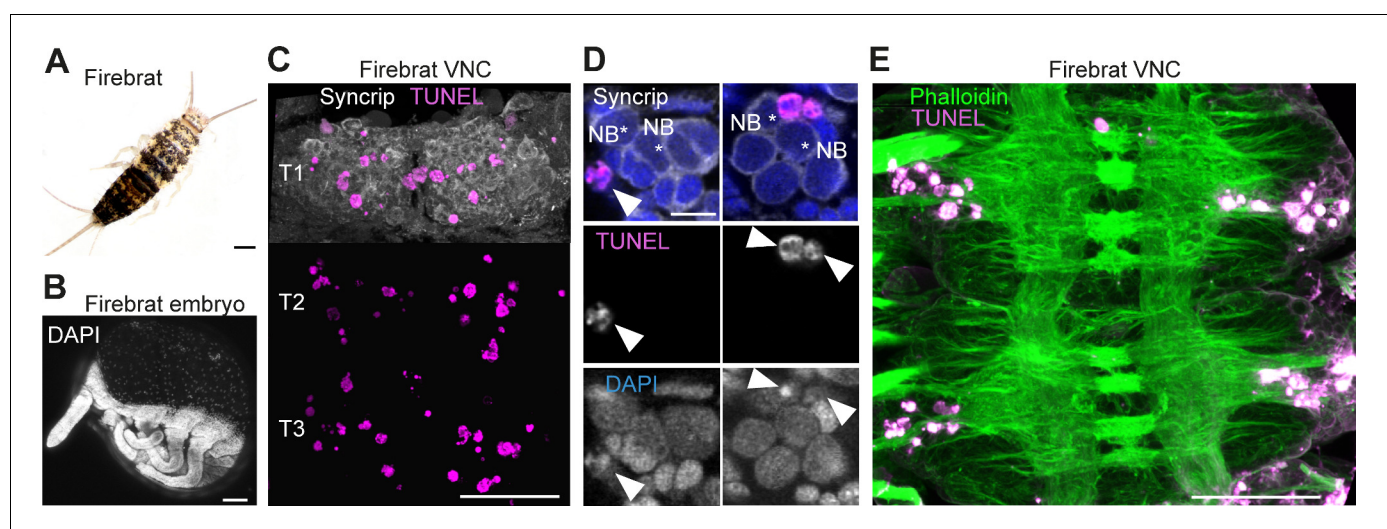 A
Firebrat
B
Firebrat embryo
DAPI
C
Firebrat VNC
Syncrip TUNEL
T1
T2
T3
D
Syncrip
NB*
NB
*
NB
*
* NB
TUNEL
DAPI
E
Firebrat VNC
Phalloidin
TUNEL